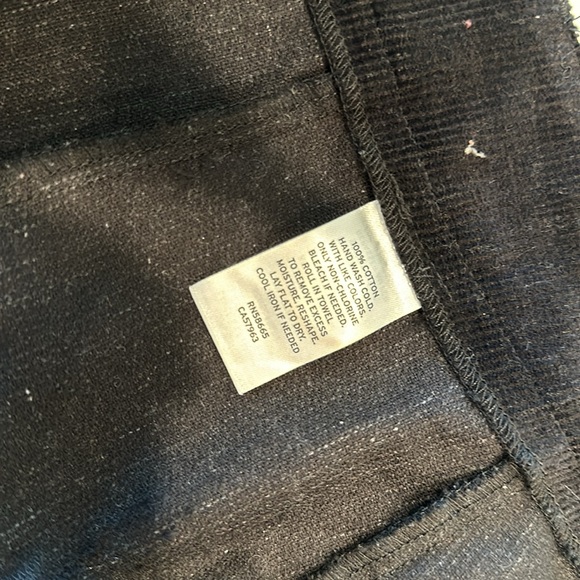 100% COTTON
HAND WASH COLD.
WITH LIKE COLORS.
ONLY NON-CHLORINE
BLEACH IF NEEDED.
ROLL IN TOWEL
TO REMOVE EXCESS
MOISTURE, RESHAPE.
LAY FLAT TO DRY,
COOL IRON IF NEEDED
RN58665
CA57963